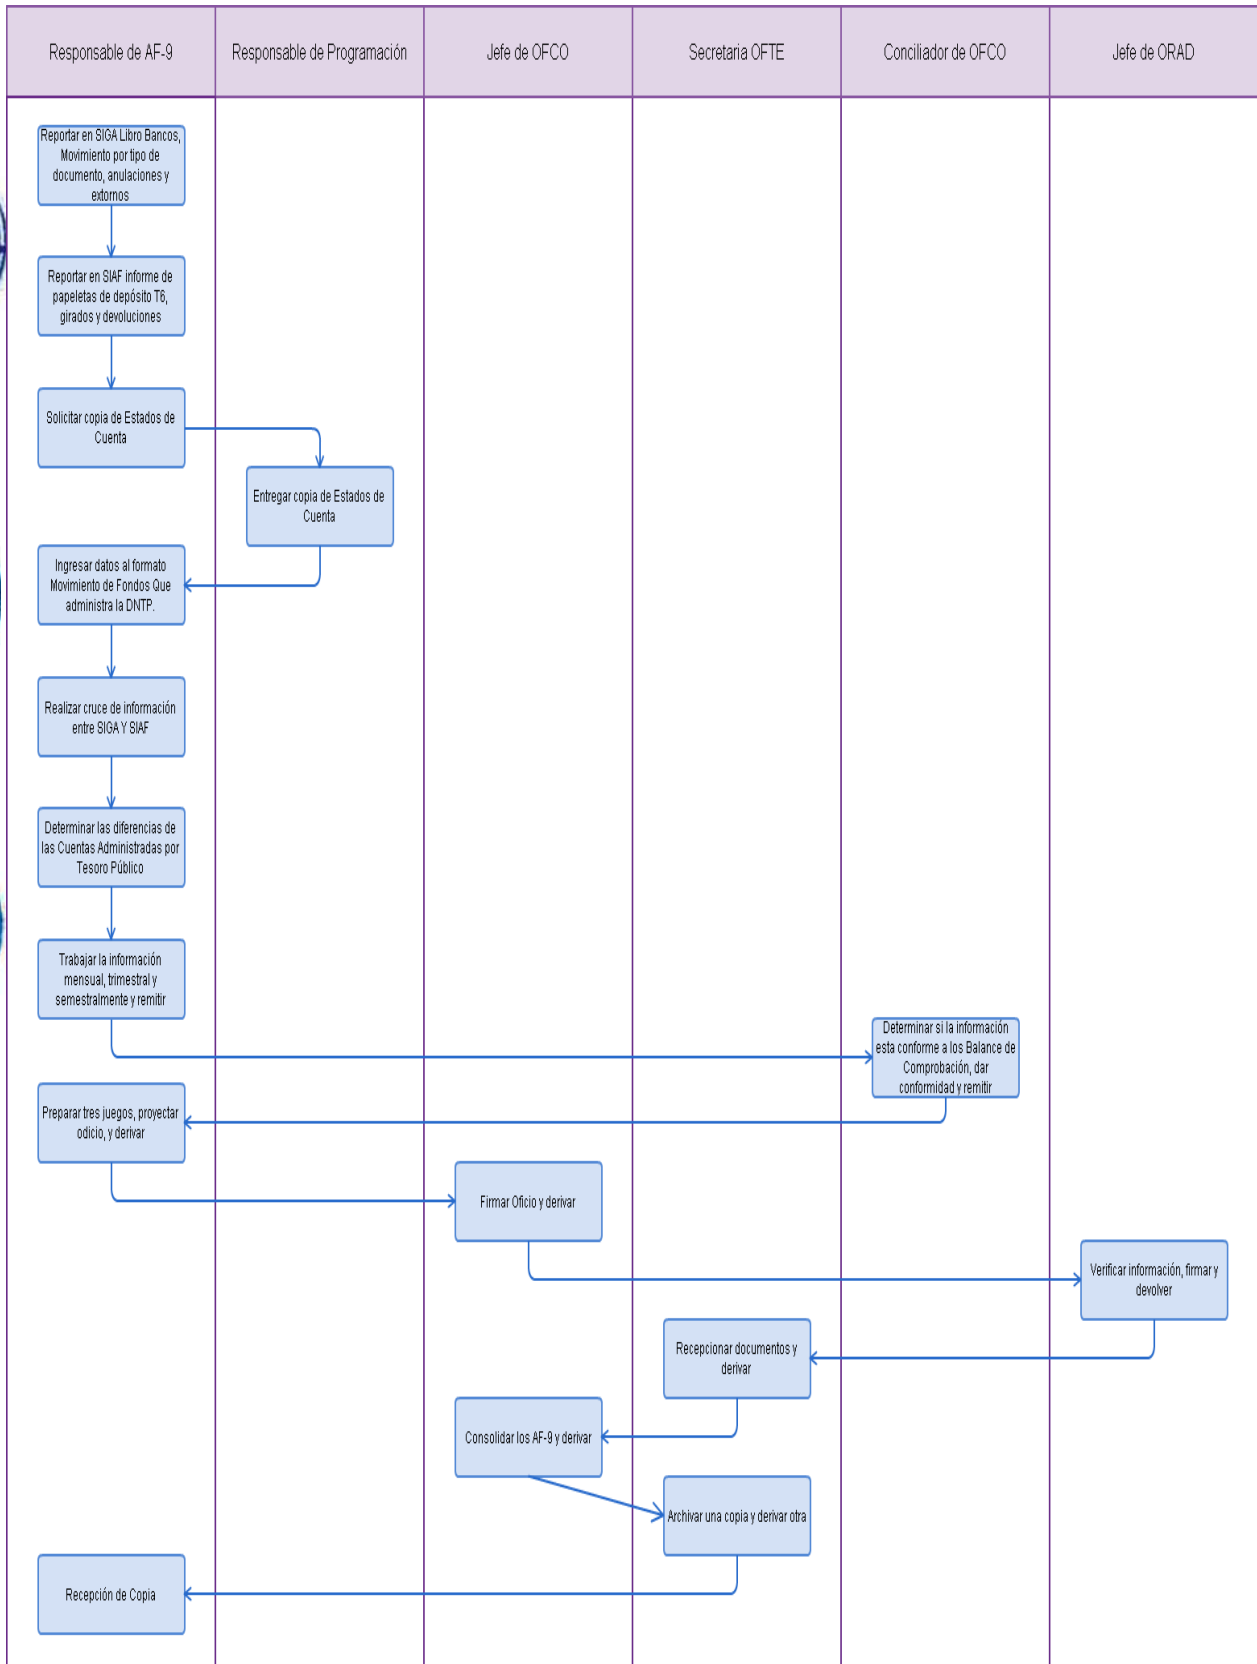 Responsable de AF-9
Responsable de Programación
Jefe de OFCO
Secretaria OFTE
Conciliador de OFCO
Jefe de ORAD
Reportar en SIGA Libro Bancos,
Movimiento por tipo de
documento, anulaciones y
extornos
Reportar en SIAF informe de
papeletas de depósito T6,
girados y devoluciones
Solicitar copia de Estados de
Cuenta
Entregar copia de Estados de
Cuenta
Ingresar datos al formato
Movimiento de Fondos Que
administra la DNTP.
Realizar cruce de información
entre SIGA Y SIAF
Determinar las diferencias de
las Cuentas Administradas por
Tesoro Público
Trabajar la información
mensual, trimestral y
semestralmente y remitir
Determinar si la información
esta conforme a los Balance de
Comprobación, dar
conformidad y remitir
Preparar tres juegos, proyectar
odicio, y derivar
Firmar Oficio y derivar
Verificar información, firmar y
devolver
Recepcionar documentos y
derivar
Consolidar los AF-9 y derivar
Archivar una copia y derivar otra
Recepción de Copia